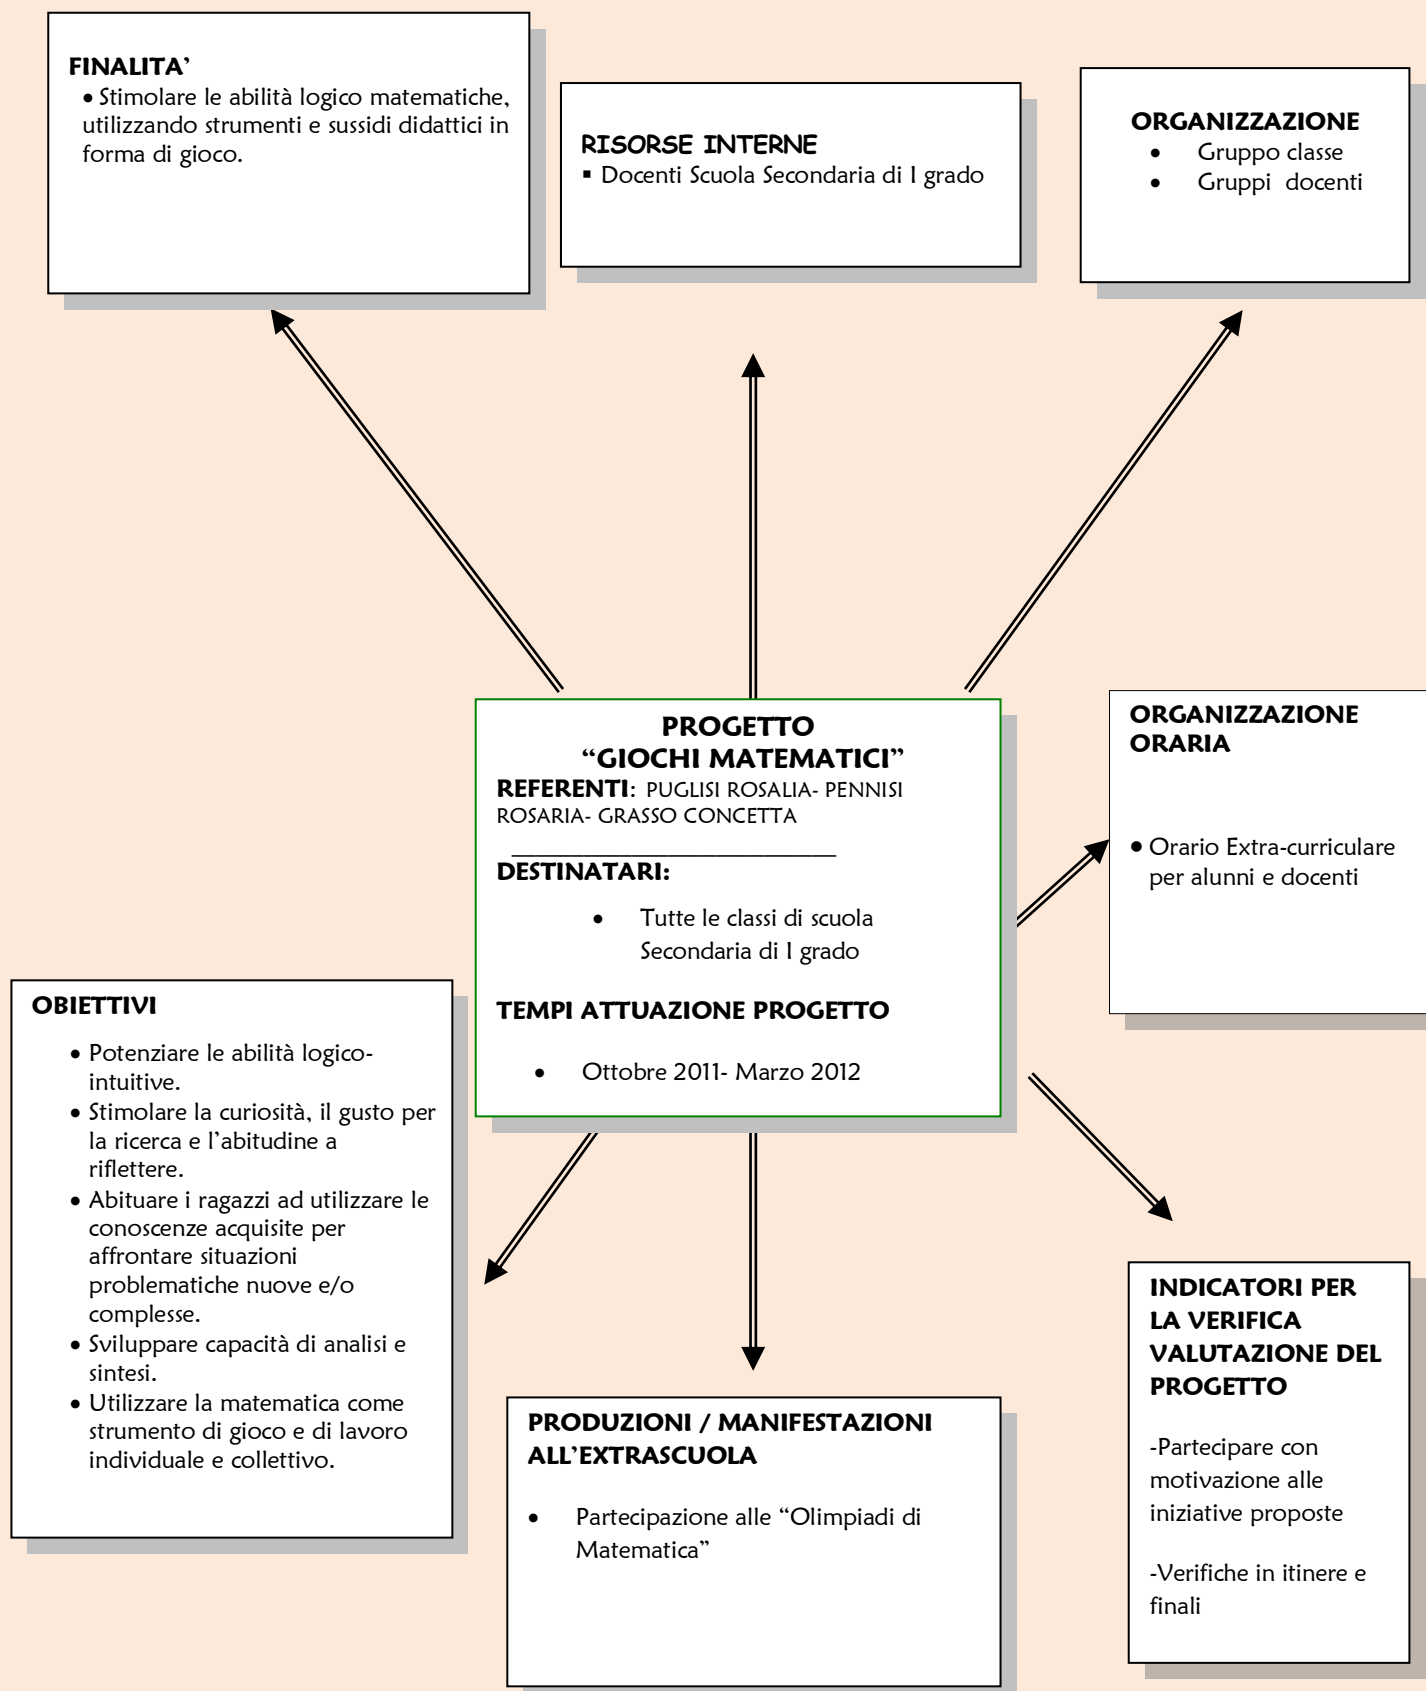 FINALITA’
• Stimolare le abilità logico matematiche,
utilizzando strumenti e sussidi didattici in
forma di gioco.
RISORSE INTERNE
▪ Docenti Scuola Secondaria di I grado
ORGANIZZAZIONE
• Gruppo classe
• Gruppi docenti
PROGETTO
“GIOCHI MATEMATICI”
REFERENTI: PUGLISI ROSALIA- PENNISI
ROSARIA- GRASSO CONCETTA
DESTINATARI:
• Tutte le classi di scuola
Secondaria di I grado
TEMPI ATTUAZIONE PROGETTO
• Ottobre 2011- Marzo 2012
ORGANIZZAZIONE
ORARIA
• Orario Extra-curriculare
per alunni e docenti
OBIETTIVI
• Potenziare le abilità logico-
intuitive.
• Stimolare la curiosità, il gusto per
la ricerca e l’abitudine a
riflettere.
• Abituare i ragazzi ad utilizzare le
conoscenze acquisite per
affrontare situazioni
problematiche nuove e/o
complesse.
• Sviluppare capacità di analisi e
sintesi.
• Utilizzare la matematica come
strumento di gioco e di lavoro
individuale e collettivo.
PRODUZIONI / MANIFESTAZIONI
ALL’EXTRASCUOLA
• Partecipazione alle “Olimpiadi di
Matematica”
INDICATORI PER
LA VERIFICA
VALUTAZIONE DEL
PROGETTO
-Partecipare con
motivazione alle
iniziative proposte
-Verifiche in itinere e
finali